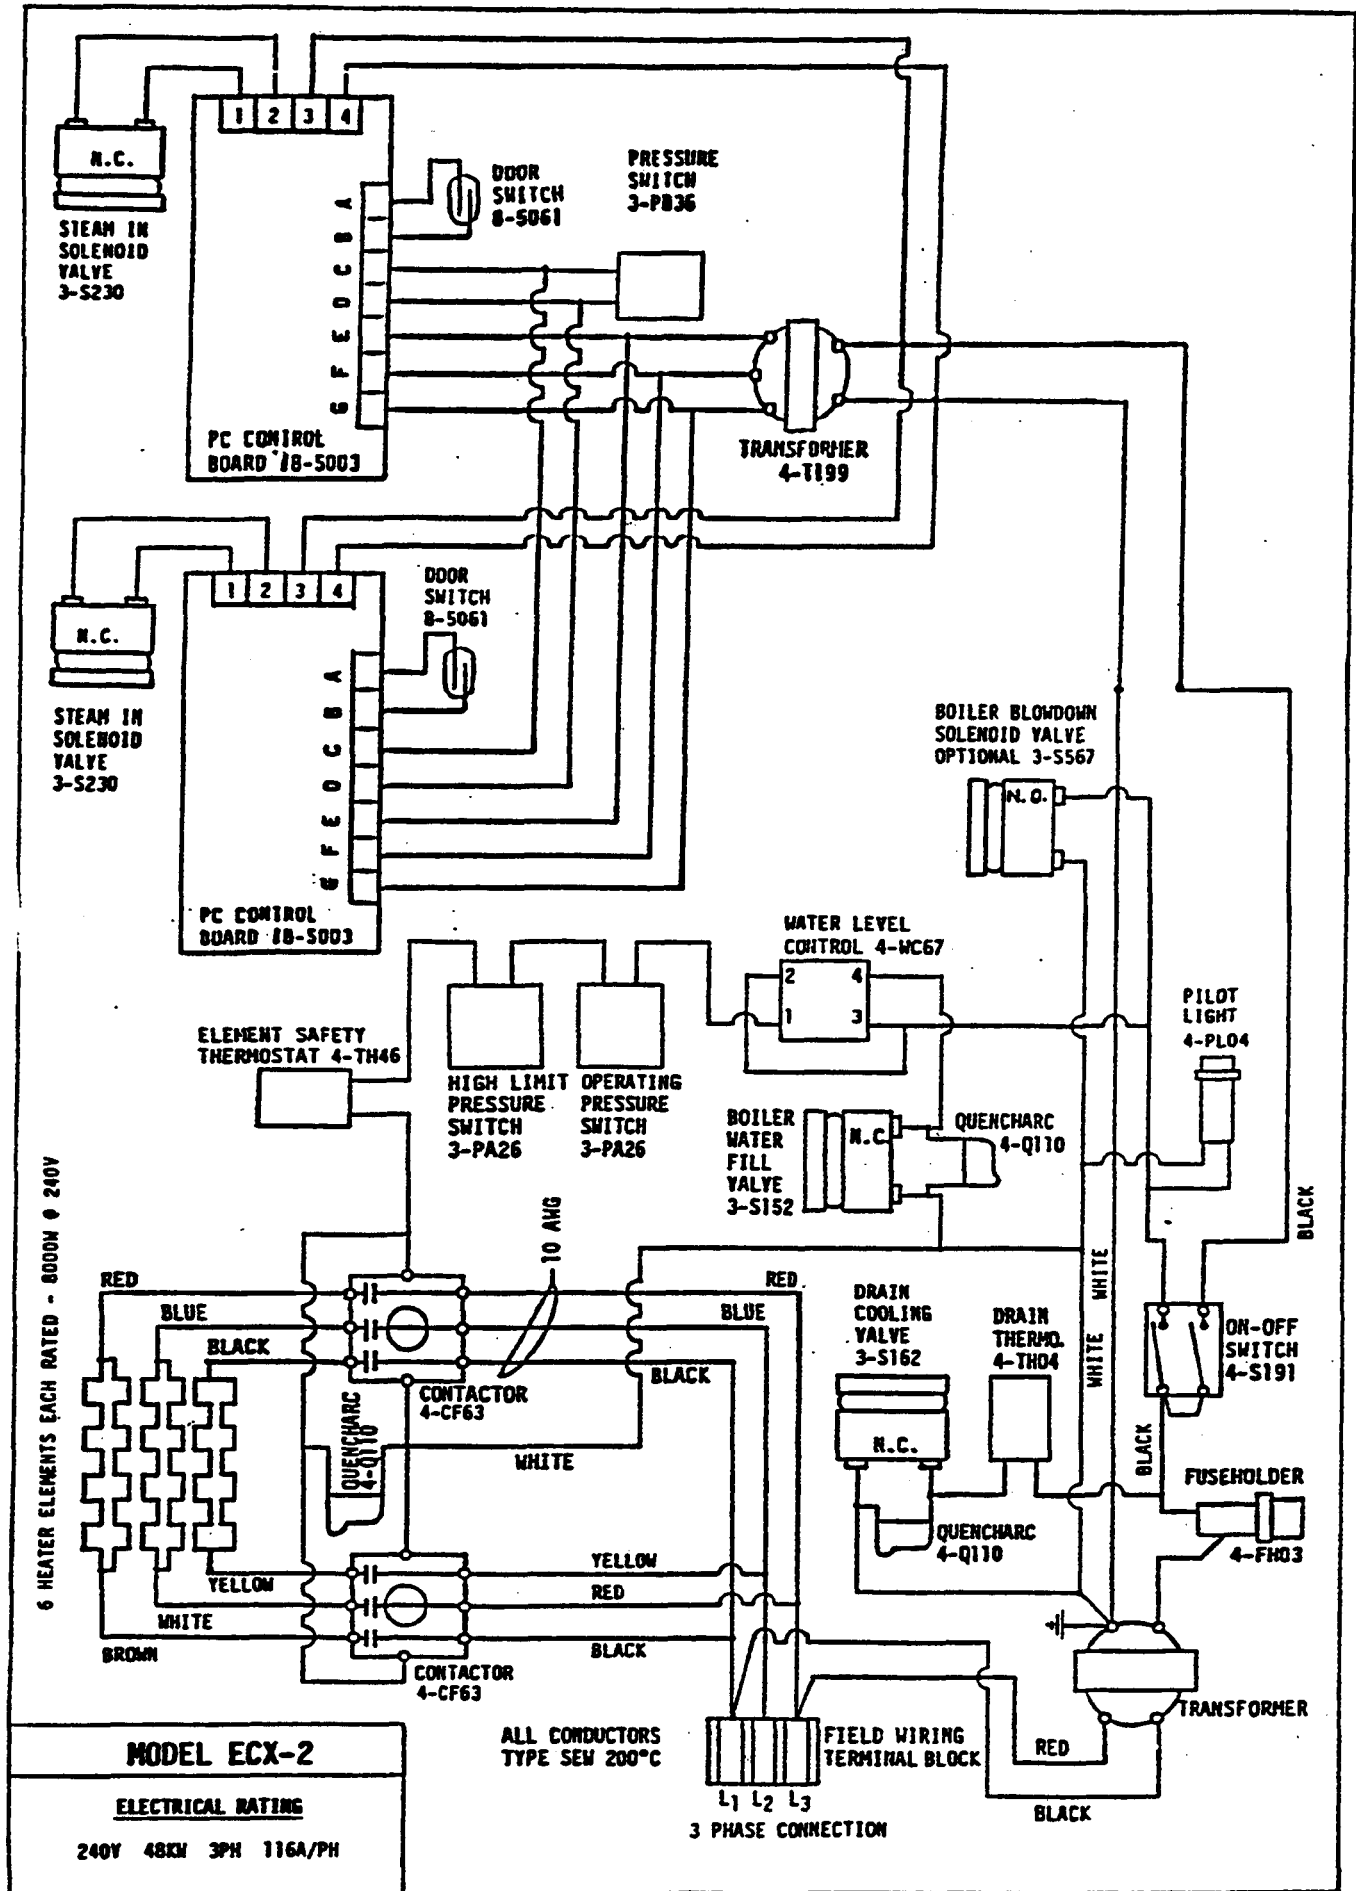 1 2 3 4
N.C.
STEAM IN
SOLENOID
VALVE
3-S230
DOOR
SWITCH
8-5061
PRESSURE
SWITCH
3-PB36
A
B
C
D
E
F
G
PC CONTROL
BOARD 18-5003
TRANSFORMER
4-T199
1 2 3 4
N.C.
STEAM IN
SOLENOID
VALVE
3-S230
DOOR
SWITCH
8-5061
A
B
C
D
E
F
G
PC CONTROL
BOARD 18-5003
BOILER BLOWDOWN
SOLENOID VALVE
OPTIONAL 3-S567
N.O.
WATER LEVEL
CONTROL 4-WC67
2 4
1 3
PILOT
LIGHT
4-PL04
ELEMENT SAFETY
THERMOSTAT 4-TH46
HIGH LIMIT
PRESSURE
SWITCH
3-PA26
OPERATING
PRESSURE
SWITCH
3-PA26
BOILER
WATER
FILL
VALVE
3-S152
N.C.
QUENCHARC
4-Q110
6 HEATER ELEMENTS EACH RATED - 8000W @ 240V
RED
BLUE
BLACK
10 AWG
RED
BLUE
BLACK
CONTACTOR
4-CF63
QUENCHARC
4-Q110
WHITE
DRAIN
COOLING
VALVE
3-S162
N.C.
DRAIN
THERMO.
4-TH04
WHITE
WHITE
BLACK
ON-OFF
SWITCH
4-S191
BLACK
FUSEHOLDER
4-FH03
QUENCHARC
4-Q110
YELLOW
WHITE
BROWN
YELLOW
RED
BLACK
CONTACTOR
4-CF63
TRANSFORMER
ALL CONDUCTORS
TYPE SEW 200°C
FIELD WIRING
TERMINAL BLOCK
RED
BLACK
L1 L2 L3
3 PHASE CONNECTION
MODEL ECX-2
ELECTRICAL RATING
240V 48KW 3PH 116A/PH